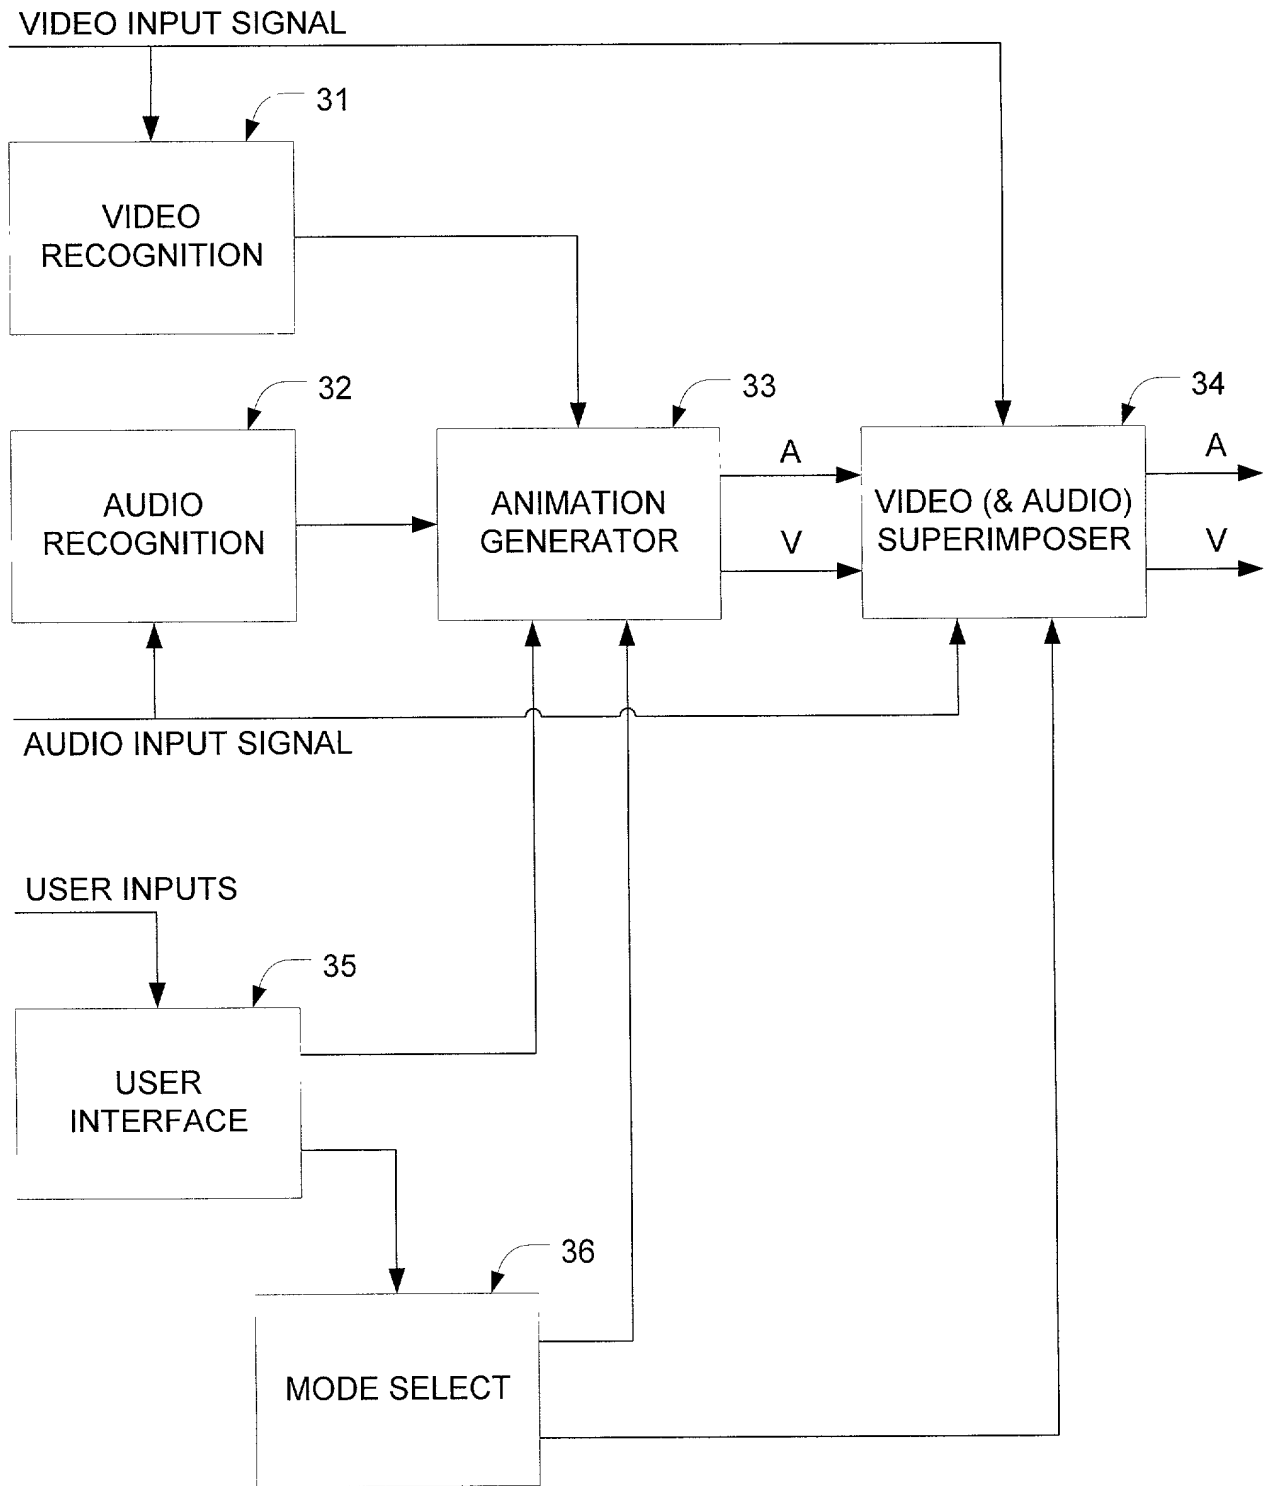 VIDEO INPUT SIGNAL
31
VIDEO
RECOGNITION
32
AUDIO
RECOGNITION
33
ANIMATION
GENERATOR
A
V
34
VIDEO (& AUDIO)
SUPERIMPOSER
A
V
AUDIO INPUT SIGNAL
USER INPUTS
35
USER
INTERFACE
36
MODE SELECT